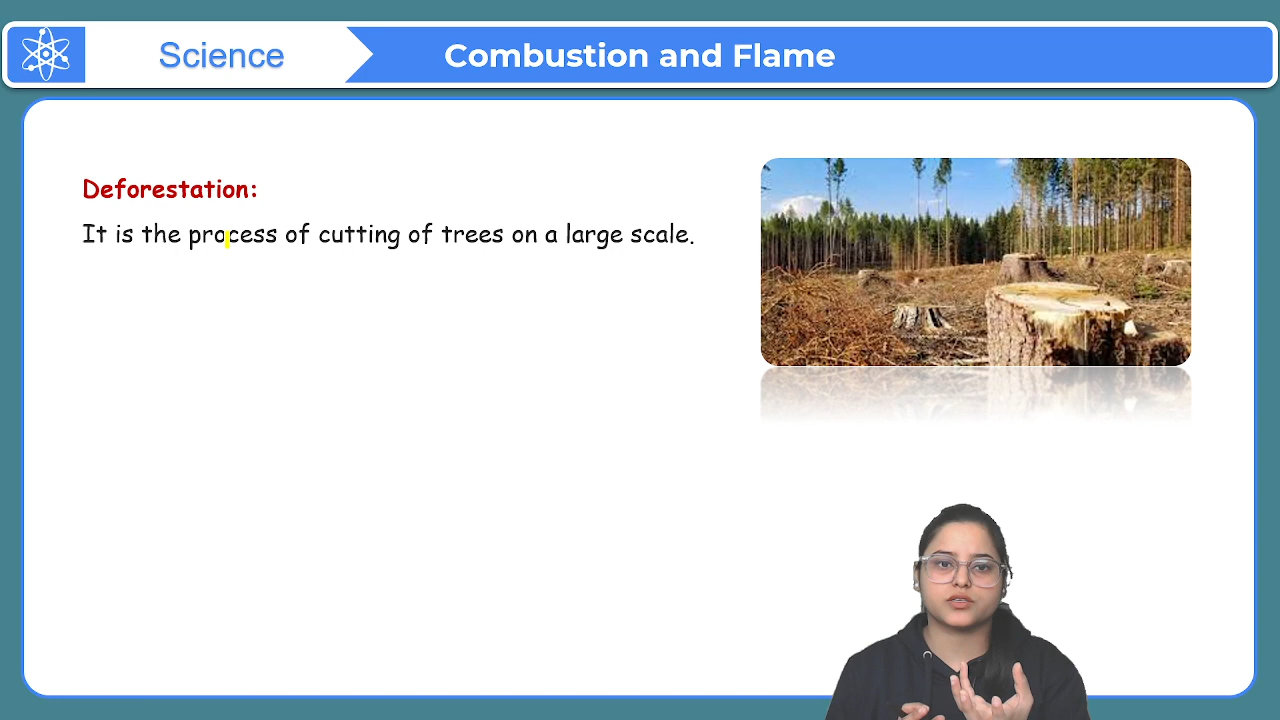 Science
Combustion and Flame
Deforestation:
It is the process of cutting of trees on a large scale.